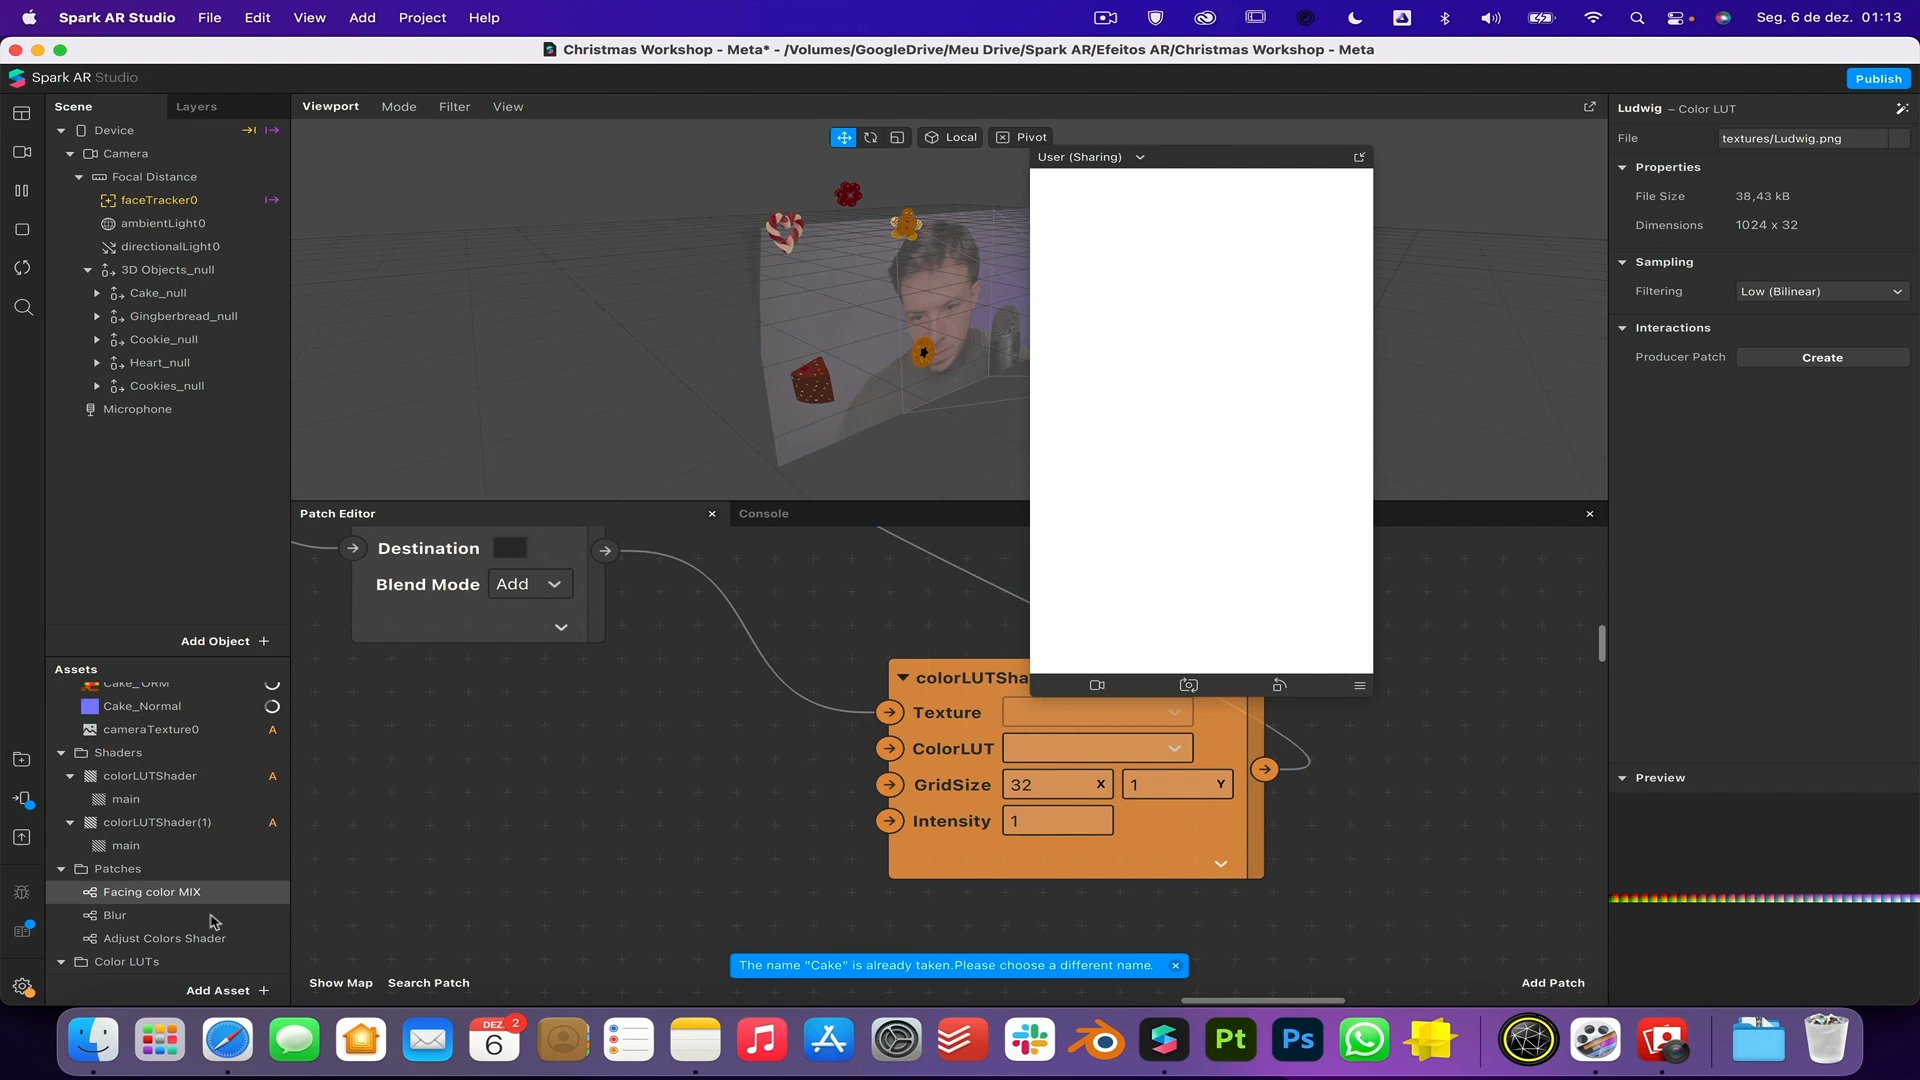 Spark AR Studio File Edit View Add Project Help Seg. 6 de dez. 01:13
Christmas Workshop - Meta* - /Volumes/GoogleDrive/Meu Drive/Spark AR/Efeitos AR/Christmas Workshop - Meta
Spark AR Studio
Publish
Scene Layers
Device
Camera
Focal Distance
faceTracker0
ambientLight0
directionalLight0
3D Objects_null
Cake_null
Gingberbread_null
Cookie_null
Heart_null
Cookies_null
Microphone
Add Object +
Assets
Cake_ORM
Cake_Normal
cameraTexture0 A
Shaders
colorLUTShader A
main
colorLUTShader(1) A
main
Patches
Facing color MIX
Blur
Adjust Colors Shader
Color LUTs
Add Asset +
Viewport Mode Filter View
Local Pivot
User (Sharing)
Patch Editor
Console
Destination
Blend Mode Add
colorLUTSha
Texture
ColorLUT
GridSize 32 X 1 Y
Intensity 1
The name "Cake" is already taken.Please choose a different name.
Show Map Search Patch
Add Patch
Ludwig – Color LUT
File textures/Ludwig.png
Properties
File Size 38,43 kB
Dimensions 1024 x 32
Sampling
Filtering Low (Bilinear)
Interactions
Producer Patch Create
Preview
DEZ. 2
6
Pt
Ps